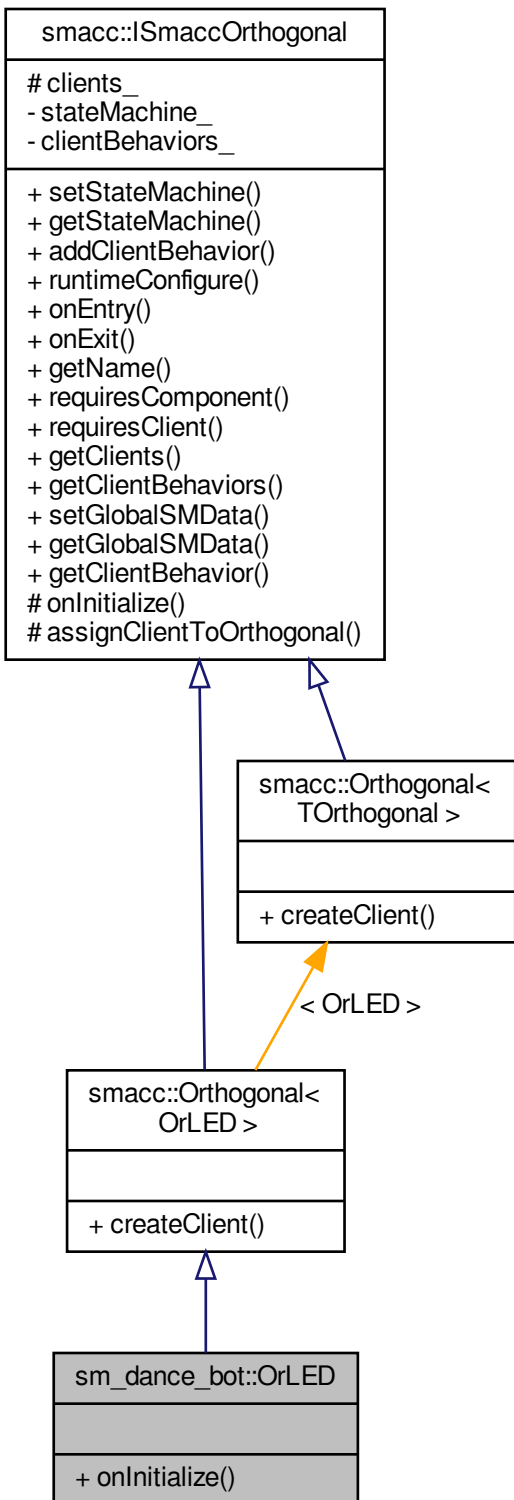 smacc::ISmaccOrthogonal
# clients_
- stateMachine_
- clientBehaviors_
+ setStateMachine()
+ getStateMachine()
+ addClientBehavior()
+ runtimeConfigure()
+ onEntry()
+ onExit()
+ getName()
+ requiresComponent()
+ requiresClient()
+ getClients()
+ getClientBehaviors()
+ setGlobalSMData()
+ getGlobalSMData()
+ getClientBehavior()
# onInitialize()
# assignClientToOrthogonal()
smacc::Orthogonal<
TOrthogonal >
+ createClient()
< OrLED >
smacc::Orthogonal<
OrLED >
+ createClient()
sm_dance_bot::OrLED
+ onInitialize()